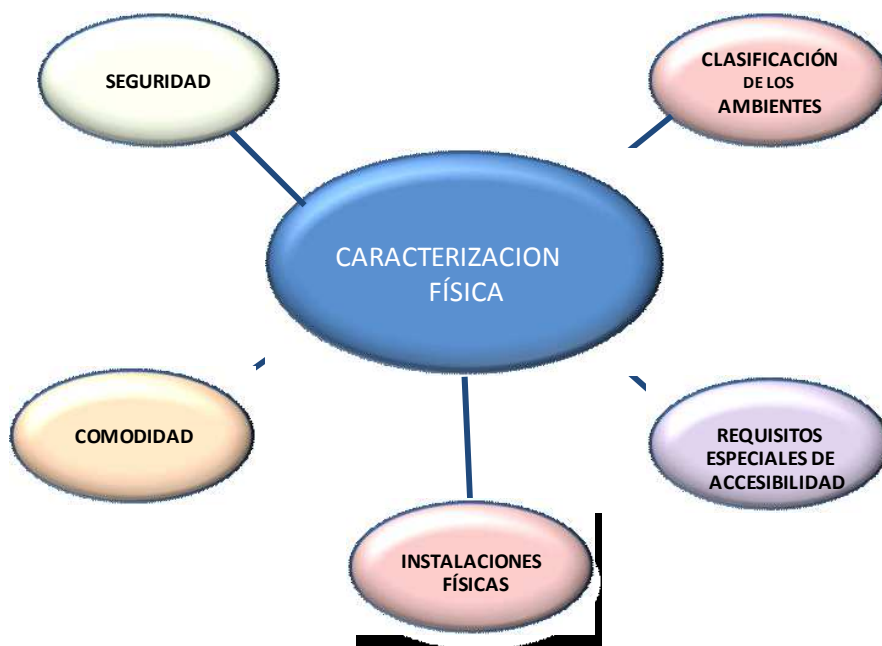 SEGURIDAD
CLASIFICACIÓN
DE LOS
AMBIENTES
CARACTERIZACION
FÍSICA
COMODIDAD
REQUISITOS
ESPECIALES DE
ACCESIBILIDAD
INSTALACIONES
FÍSICAS